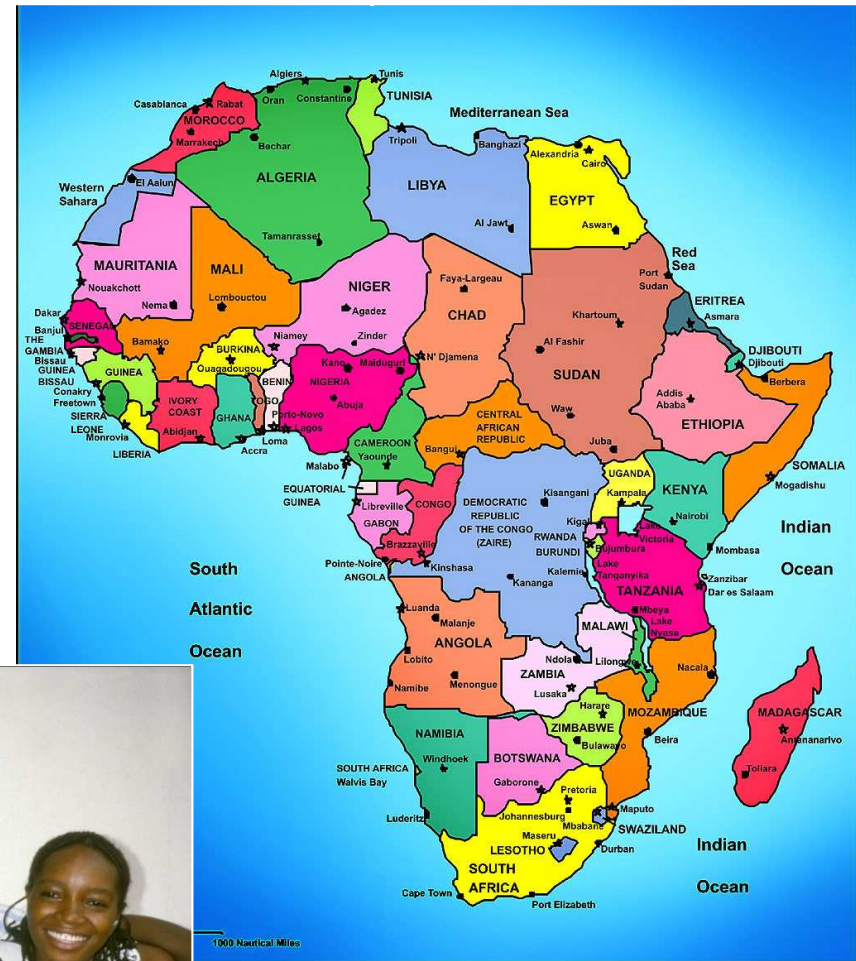 Algiers
Tunis
Oran
Constantine
TUNISIA
Casablanca
Rabat
MOROCCO
Marrakech
Bechar
Mediterranean Sea
Tripoli
Banghazi
Alexandria
Cairo
Western
Sahara
El Aalun
ALGERIA
LIBYA
EGYPT
Tamanrasset
Al Jawt
Aswan
Red
Sea
MAURITANIA
Nouakchott
Nema
MALI
Lombouctou
NIGER
Agadez
Zinder
Faya-Largeau
CHAD
N' Djamena
Port
Sudan
Khartoum
Al Fashir
SUDAN
Waw
Juba
ERITREA
Asmara
DJIBOUTI
Djibouti
Berbera
Addis
Ababa
ETHIOPIA
SOMALIA
Mogadishu
Dakar
SENEGAL
Banjul
THE
GAMBIA
Bissau
GUINEA
BISSAU
Conakry
Freetown
SIERRA
LEONE
Monrovia
LIBERIA
GUINEA
Bamako
BURKINA
Ouagadougou
Niamey
IVORY
COAST
Abidjan
GHANA
Accra
TOGO
Loma
BENIN
Porto-Novo
Lagos
Kano
Maiduguri
NIGERIA
Abuja
CAMEROON
Yaounde
Malabo
EQUATORIAL
GUINEA
Libreville
GABON
CENTRAL
AFRICAN
REPUBLIC
Bangui
CONGO
Brazzaville
Pointe-Noire
ANGOLA
Kinshasa
DEMOCRATIC
REPUBLIC
OF THE CONGO
(ZAIRE)
Kisangani
Kananga
Kalemie
UGANDA
Kampala
KENYA
Nairobi
Mombasa
Kigal
RWANDA
BURUNDI
Bujumbura
Lake
Victoria
Lake
Tanganyika
TANZANIA
Zanzibar
Dar es Salaam
Mbeya
Lake
Nyasa
Indian
Ocean
South
Atlantic
Ocean
Luanda
Malanje
ANGOLA
Lobito
Menongue
Namibe
MALAWI
Lilongwe
Ndola
ZAMBIA
Lusaka
Nacala
MOZAMBIQUE
Beira
Harare
ZIMBABWE
Bulawayo
MADAGASCAR
Antananarivo
Toliara
NAMIBIA
Windhoek
SOUTH AFRICA
Walvis Bay
Luderitz
BOTSWANA
Gaborone
Pretoria
Johannesburg
Mbabane
Maputo
SWAZILAND
Maseru
LESOTHO
Durban
SOUTH
AFRICA
Cape Town
Port Elizabeth
Indian
Ocean
1000 Nautical Miles